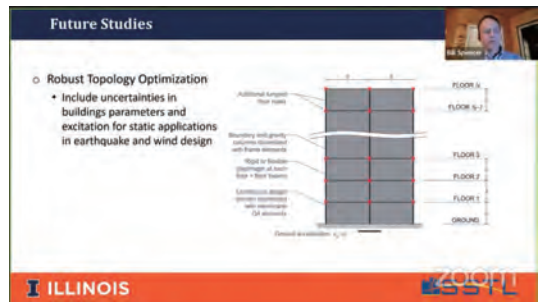 Future Studies
Bill Spencer
Robust Topology Optimization
Include uncertainties in
buildings parameters and
excitation for static applications
in earthquake and wind design
Additional lumped
floor mass
Boundary and gravity
columns discretized
with frame elements
Rigid or flexible
diaphragm at each
floor + floor beams
Continuous design
domain discretized
with membrane
Q4 elements
Ground acceleration
FLOOR N
FLOOR N-1
FLOOR 3
FLOOR 2
FLOOR 1
GROUND
I ILLINOIS
SSTL
zoom